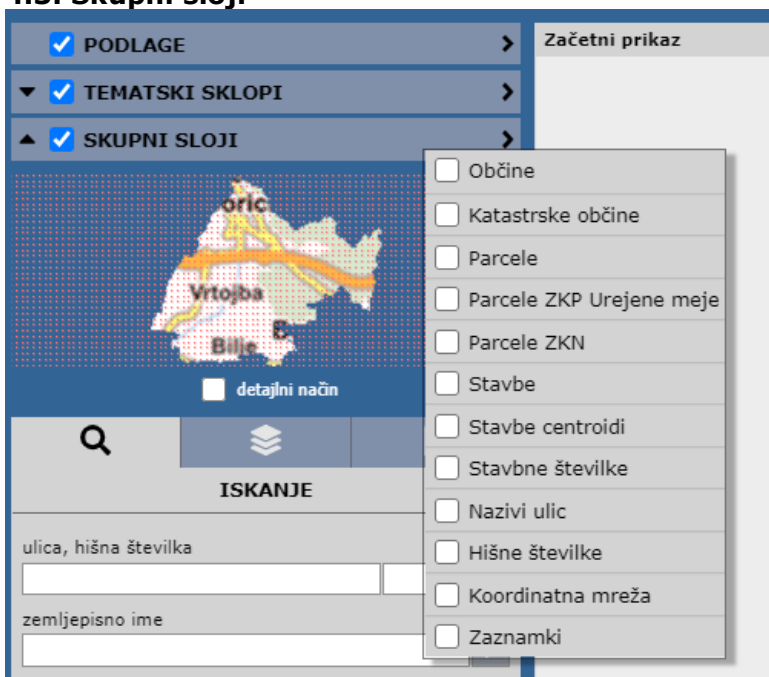 PODLAGE
Začetni prikaz
TEMATSKI SKLOPI
SKUPNI SLOJI
Občine
Katastrske občine
Parcele
Parcele ZKP Urejene meje
Parcele ZKN
Stavbe
Stavbe centroidi
Stavbne številke
Nazivi ulic
Hišne številke
Koordinatna mreža
Zaznamki
oric
Vrtojba
B
Bilje
detajlni način
ISKANJE
ulica, hišna številka
zemljepisno ime